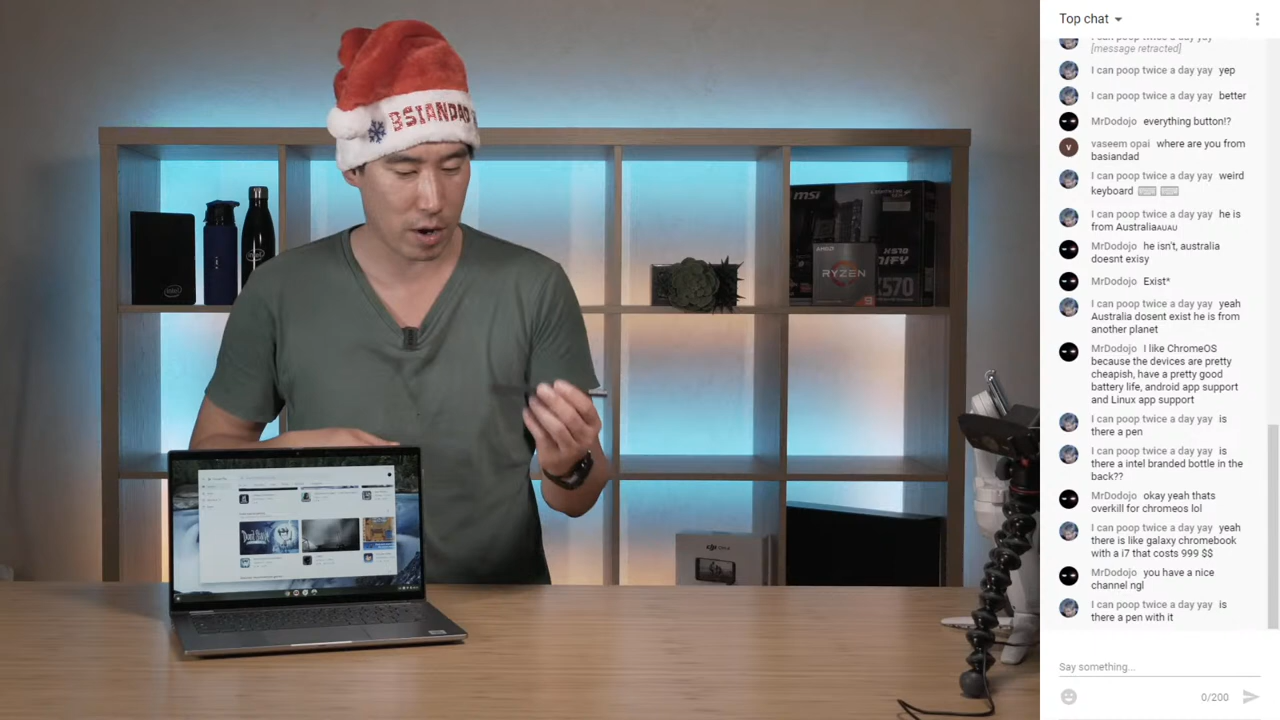 Top chat
[message retracted]
I can poop twice a day yay yep
I can poop twice a day yay better
MrDodojo everything button!?
V
vaseem opai where are you from
basiandad
I can poop twice a day yay weird
keyboard
I can poop twice a day yay he is
from Australiaᴀᴜᴀᴜ
MrDodojo he isn't, australia
doesnt exisy
MrDodojo Exist*
I can poop twice a day yay yeah
Australia dosent exist he is from
another planet
MrDodojo I like ChromeOS
because the devices are pretty
cheapish, have a pretty good
battery life, android app support
and Linux app support
I can poop twice a day yay is
there a pen
I can poop twice a day yay is
there a intel branded bottle in the
back??
MrDodojo okay yeah thats
overkill for chromeos lol
I can poop twice a day yay yeah
there is like galaxy chromebook
with a i7 that costs 999 $$
MrDodojo you have a nice
channel ngl
I can poop twice a day yay is
there a pen with it
Say something...
0/200
BSIANDAD
intel
intel
msi
AMD
RYZEN
9
X570
dji